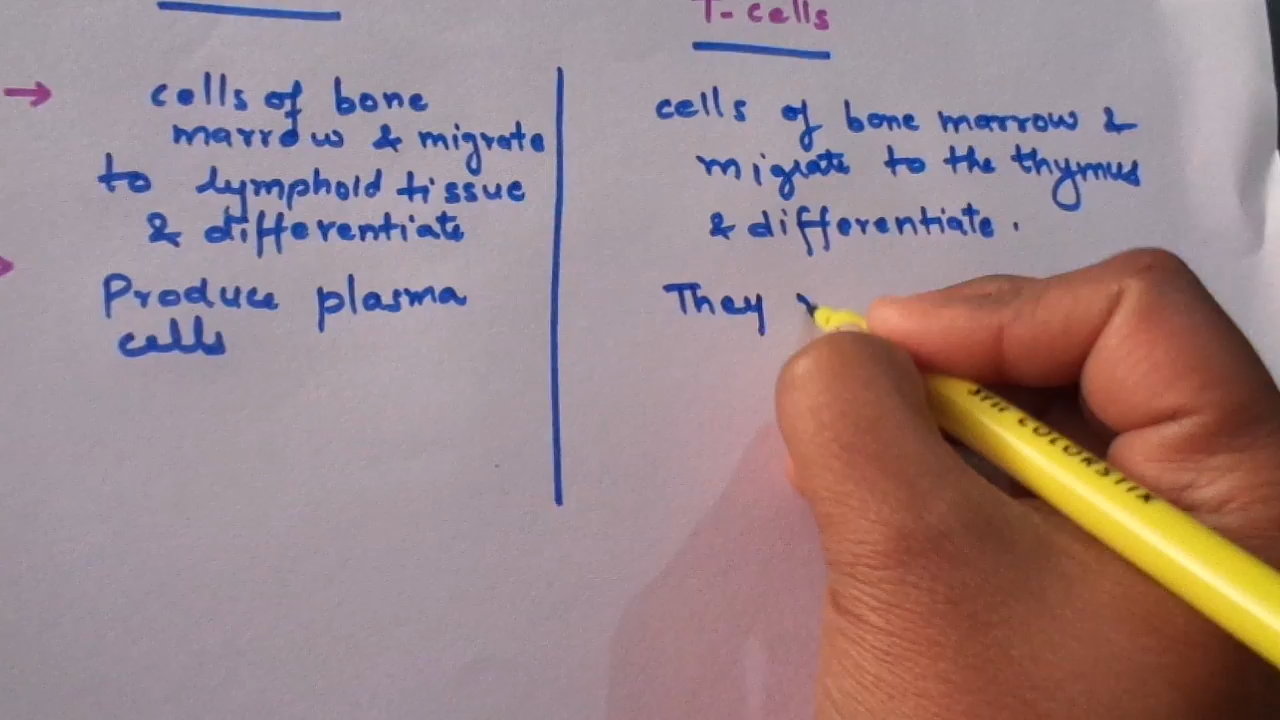 T-cells
cells of bone
marrow & migrate
to lymphoid tissue
& differentiate
Produce plasma
cells
cells of bone marrow &
migrate to the thymus
& differentiate.
They
COLORSTIX